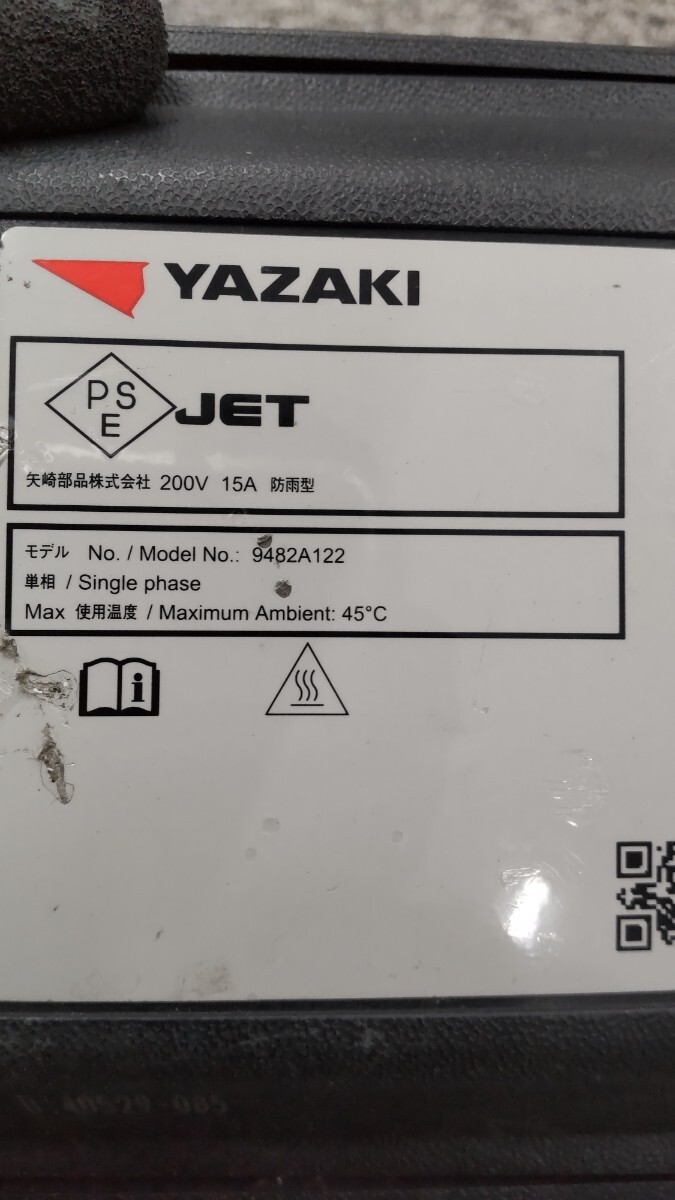 YAZAKI
PS
E
JET
矢崎部品株式会社 200V 15A 防雨型
モデル No. / Model No.: 9482A122
単相 / Single phase
Max 使用温度 / Maximum Ambient: 45°C
i